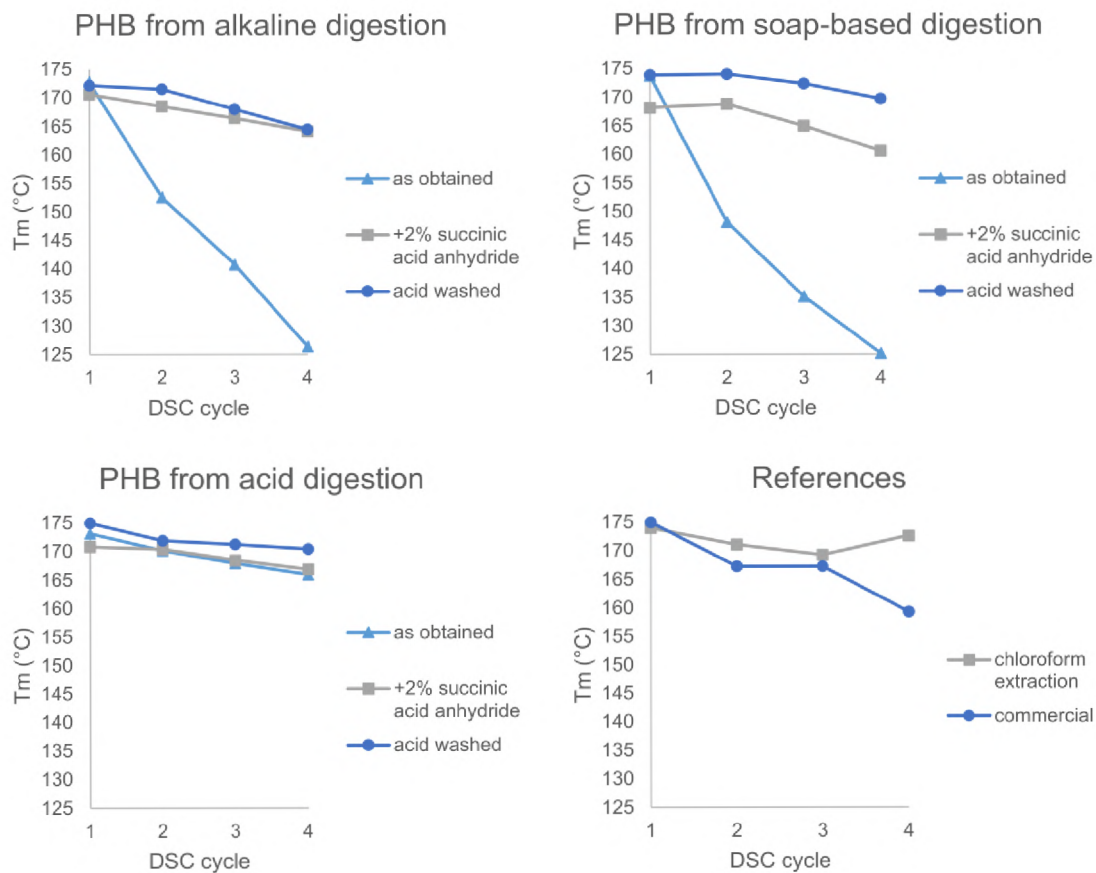 PHB from alkaline digestion
175
170
165
160
155
150
145
140
135
130
125
Tm (°C)
1 2 3 4
DSC cycle
as obtained
+2% succinic
acid anhydride
acid washed
PHB from soap-based digestion
175
170
165
160
155
150
145
140
135
130
125
Tm (°C)
1 2 3 4
DSC cycle
as obtained
+2% succinic
acid anhydride
acid washed
PHB from acid digestion
175
170
165
160
155
150
145
140
135
130
125
Tm (°C)
1 2 3 4
DSC cycle
as obtained
+2% succinic
acid anhydride
acid washed
References
175
170
165
160
155
150
145
140
135
130
125
Tm (°C)
1 2 3 4
DSC cycle
chloroform
extraction
commercial